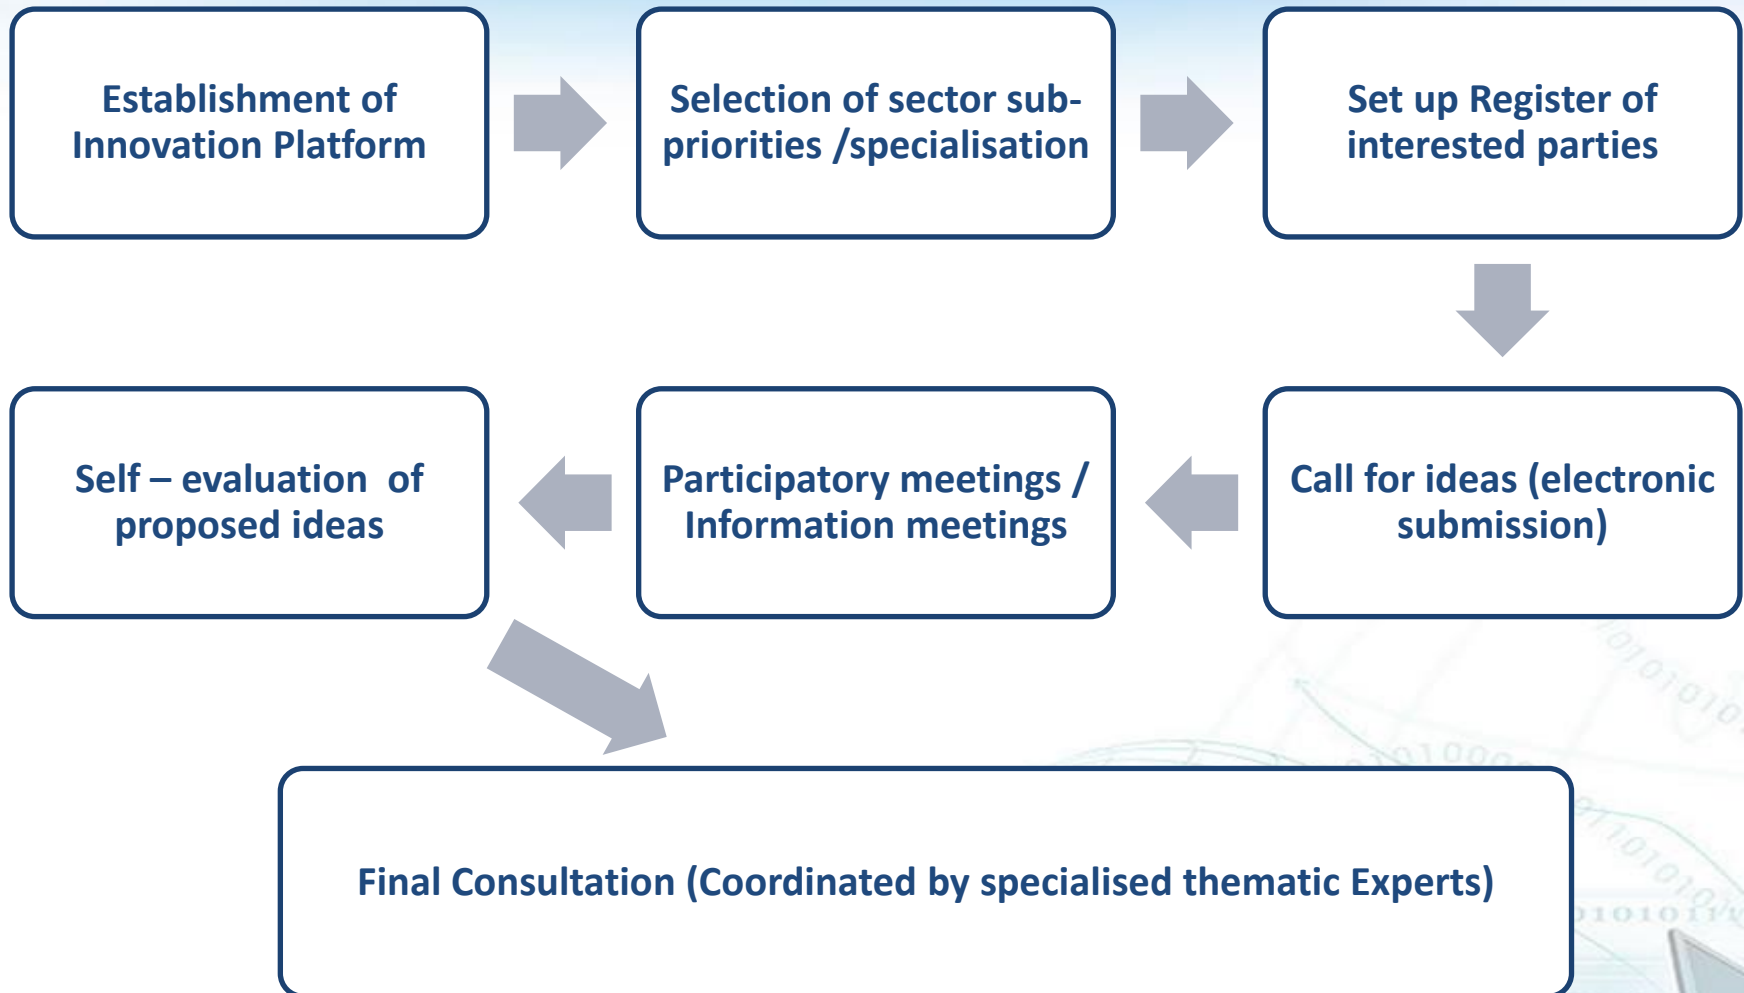 Establishment of
Innovation Platform
Selection of sector sub-
priorities /specialisation
Set up Register of
interested parties
Call for ideas (electronic
submission)
Participatory meetings /
Information meetings
Self – evaluation  of
proposed ideas
Final Consultation (Coordinated by specialised thematic Experts)